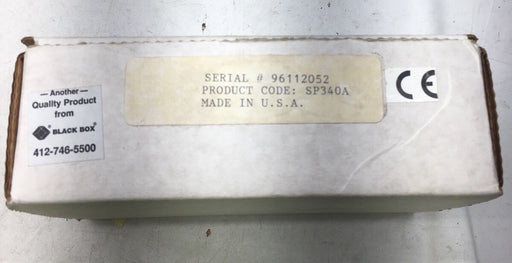 — Another —
Quality Product
from
BLACK BOX®
412-746-5500
SERIAL # 96112052
PRODUCT CODE: SP340A
MADE IN U.S.A.
CE